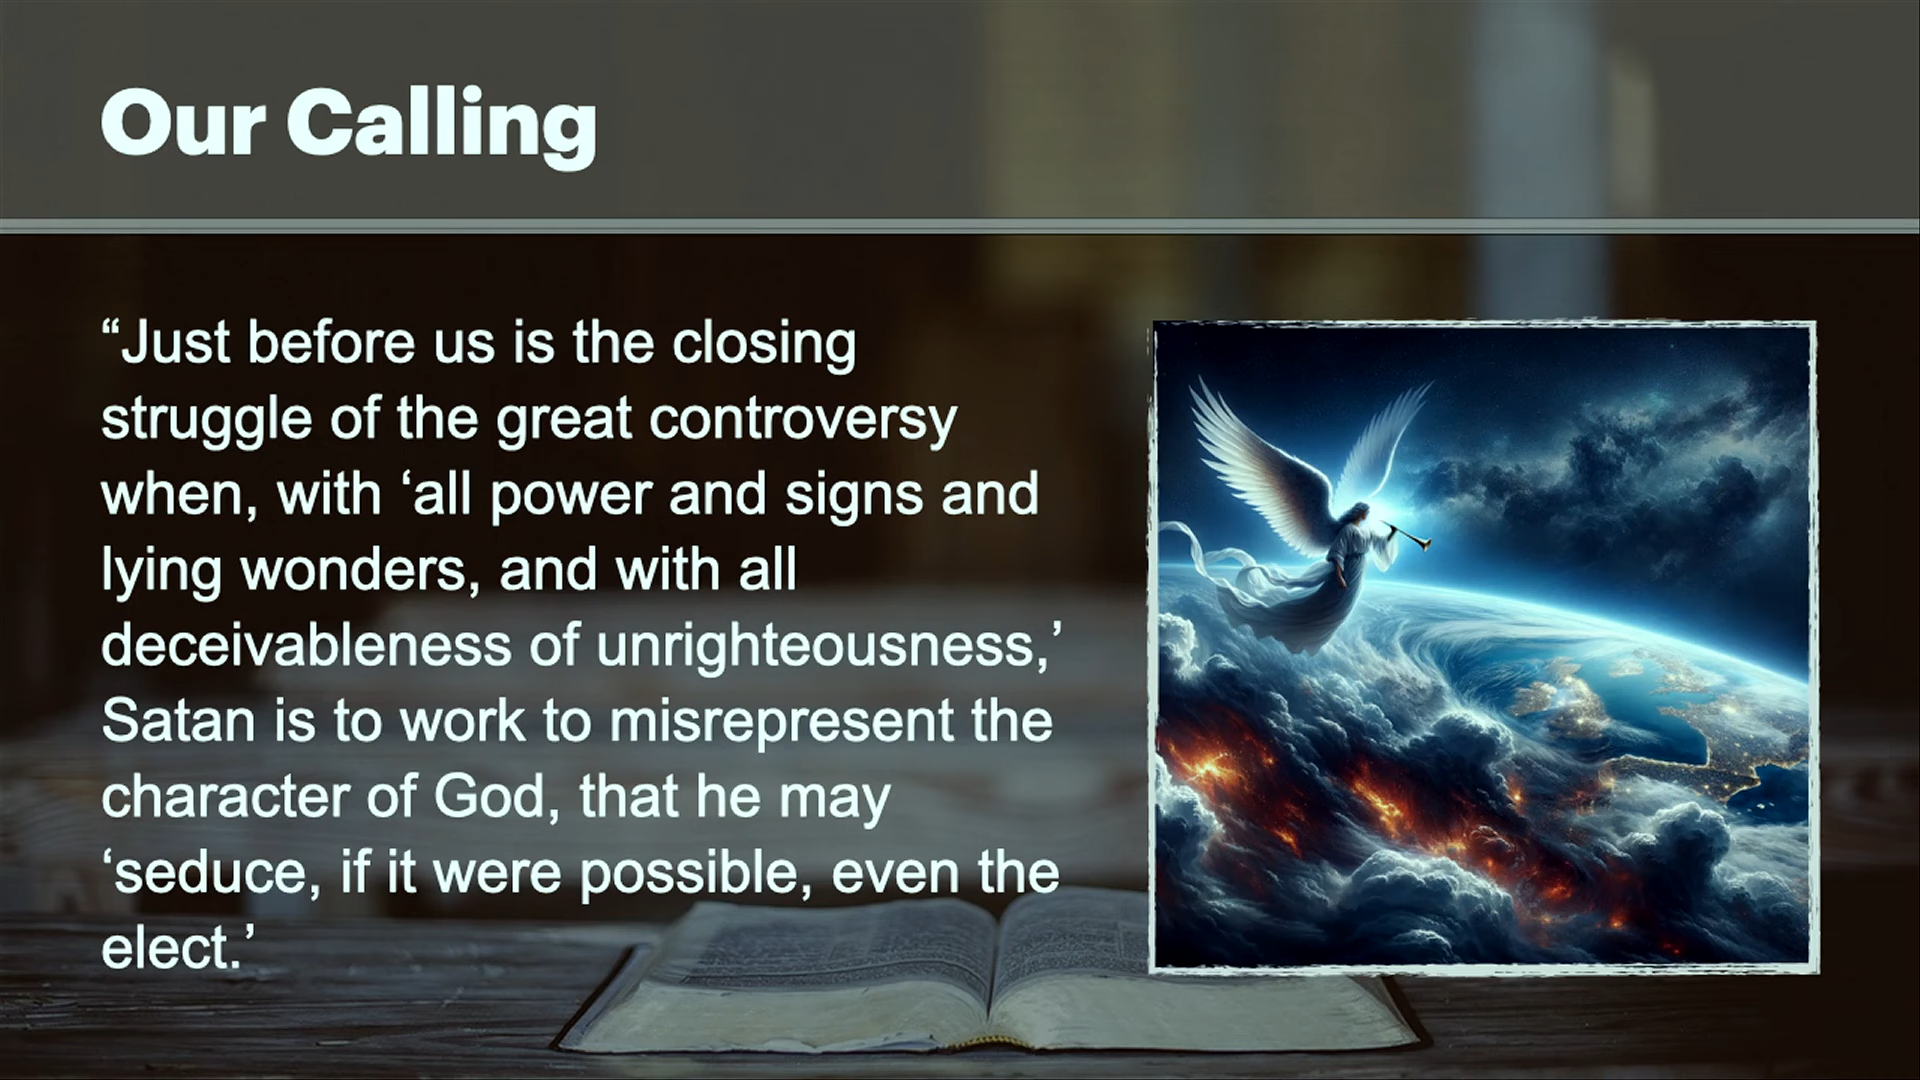 Our Calling
“Just before us is the closing
struggle of the great controversy
when, with ‘all power and signs and
lying wonders, and with all
deceivableness of unrighteousness,’
Satan is to work to misrepresent the
character of God, that he may
‘seduce, if it were possible, even the
elect.’